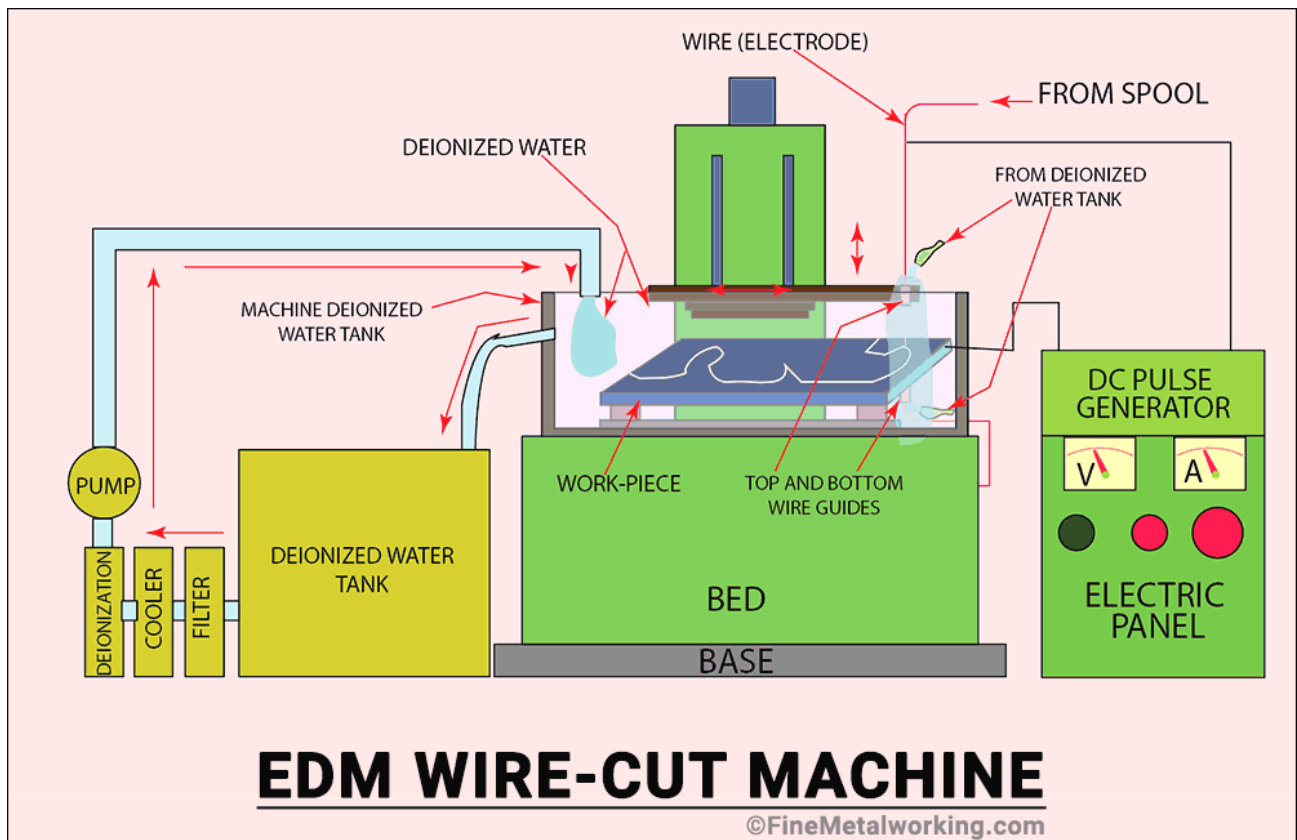 WIRE (ELECTRODE)
FROM SPOOL
DEIONIZED WATER
FROM DEIONIZED
WATER TANK
MACHINE DEIONIZED
WATER TANK
DC PULSE
GENERATOR
V
A
PUMP
WORK-PIECE
TOP AND BOTTOM
WIRE GUIDES
DEIONIZATION
COOLER
FILTER
DEIONIZED WATER
TANK
BED
ELECTRIC
PANEL
BASE
EDM WIRE-CUT MACHINE
©FineMetalworking.com